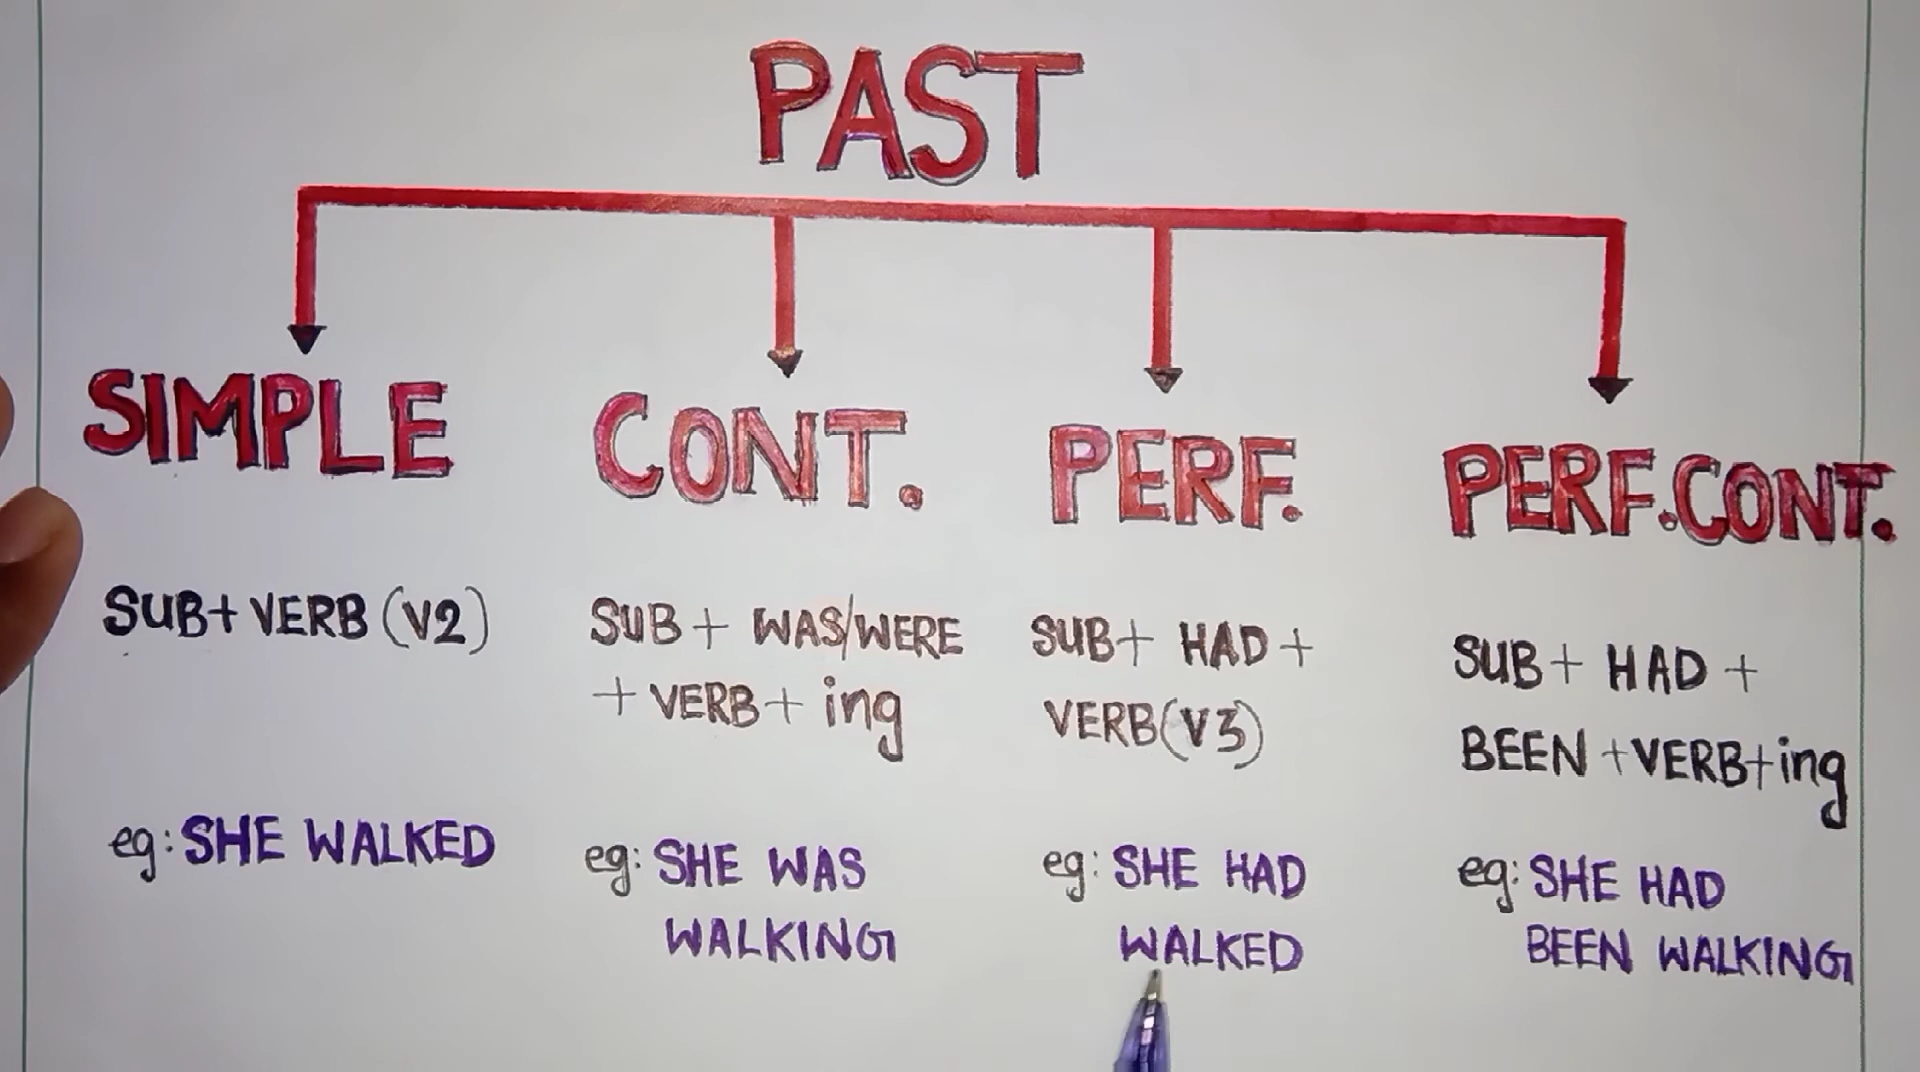 PAST
SIMPLE
CONT.
PERF.
PERF.CONT.
SUB+ VERB (V2)
SUB + WAS/WERE
+ VERB + ing
SUB+ HAD +
VERB(V3)
SUB + HAD +
BEEN +VERB+ing
eg: SHE WALKED
eg: SHE WAS
WALKING
eg: SHE HAD
WALKED
eg: SHE HAD
BEEN WALKING